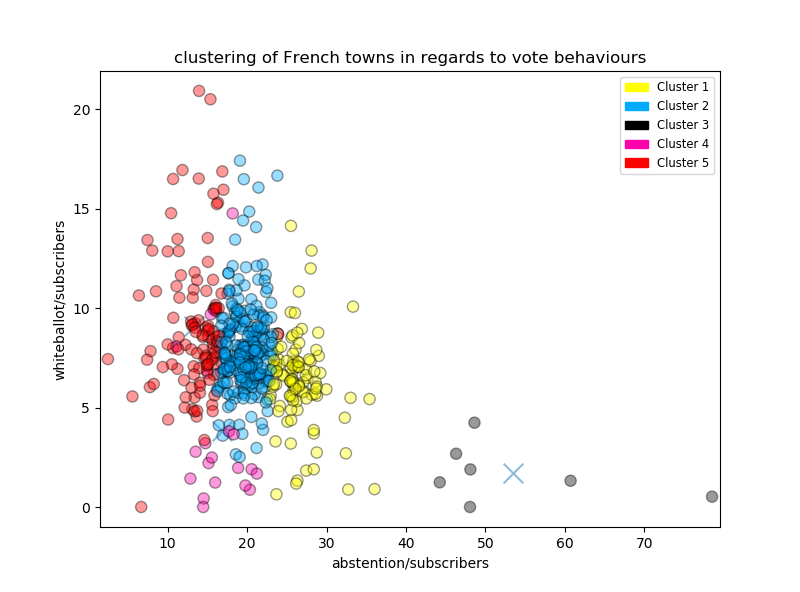 clustering of French towns in regards to vote behaviours
Cluster 1
Cluster 2
Cluster 3
Cluster 4
Cluster 5
20
15
10
5
0
whiteballot/subscribers
10 20 30 40 50 60 70
abstention/subscribers